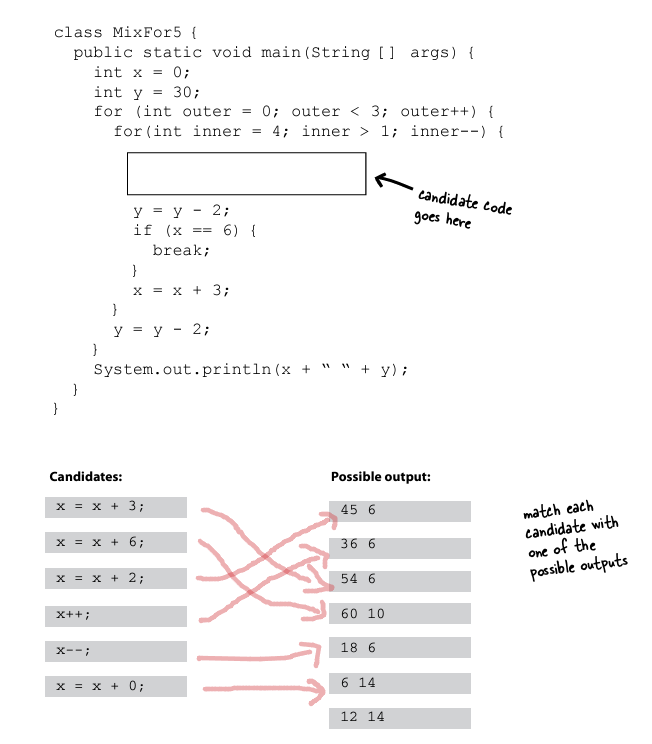 class MixFor5 {
public static void main(String [] args) {
int x = 0;
int y = 30;
for (int outer = 0; outer < 3; outer++) {
for(int inner = 4; inner > 1; inner--) {
candidate code
goes here
y = y - 2;
if (x == 6) {
break;
}
x = x + 3;
}
y = y - 2;
}
System.out.println(x + “ “ + y);
}
}
Candidates:
x = x + 3;
x = x + 6;
x = x + 2;
x++;
x--;
x = x + 0;
Possible output:
45 6
36 6
54 6
60 10
18 6
6 14
12 14
match each
candidate with
one of the
possible outputs